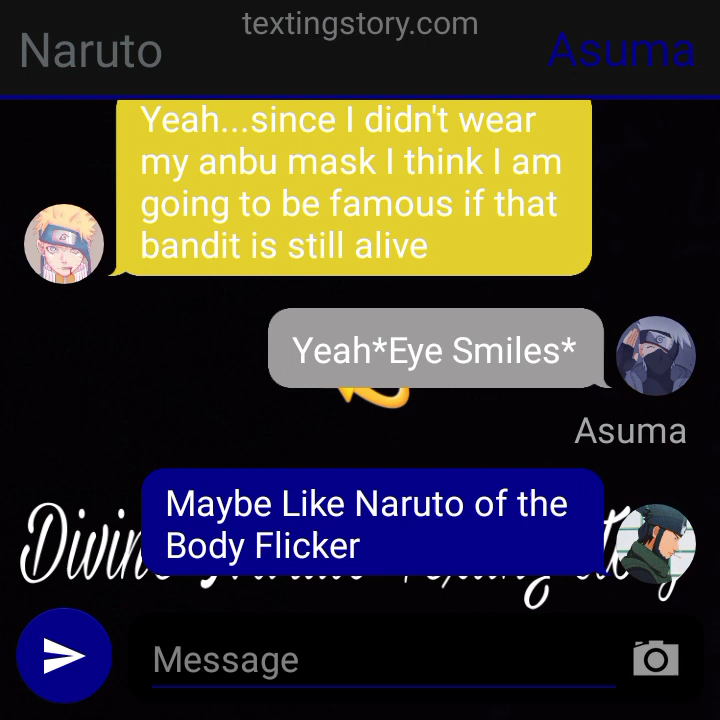 textingstory.com
Naruto
Asuma
Yeah...since I didn't wear
my anbu mask I think I am
going to be famous if that
bandit is still alive
Yeah*Eye Smiles*
Asuma
Maybe Like Naruto of the
Body Flicker
Message